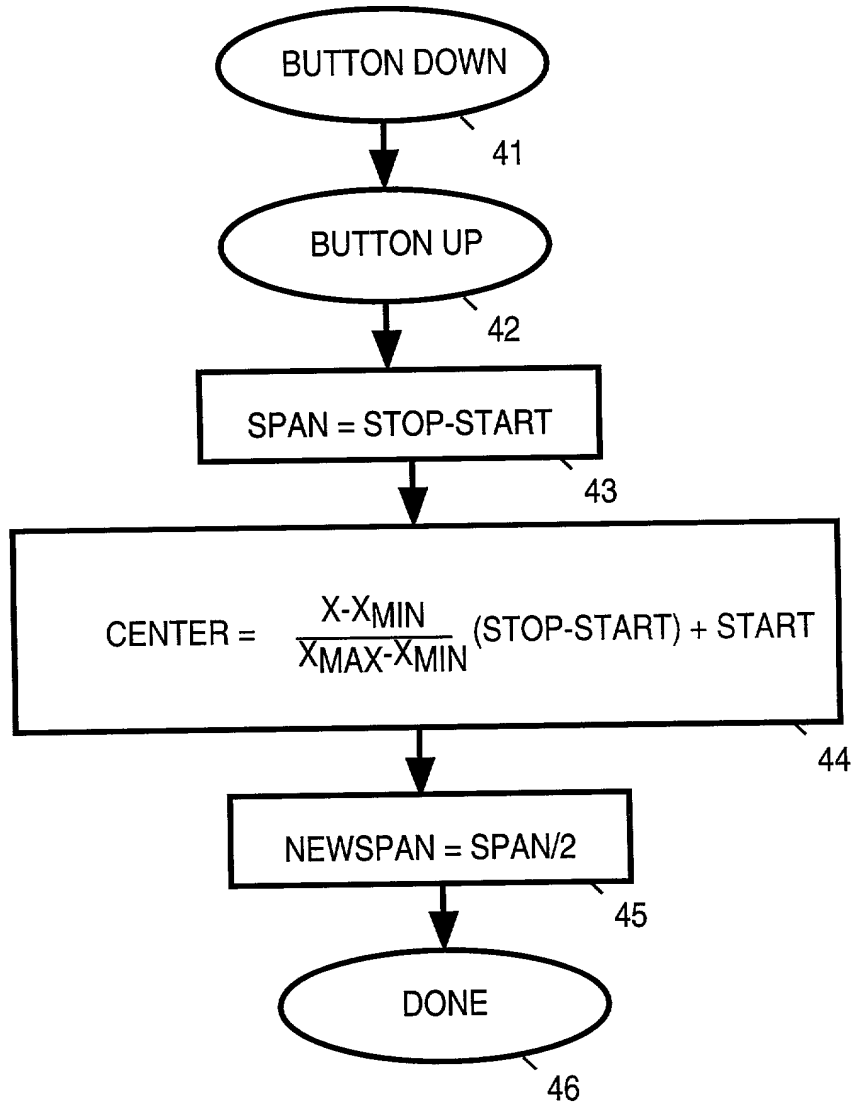 BUTTON DOWN
41
BUTTON UP
42
SPAN = STOP-START
43
CENTER = X-XMIN / XMAX-XMIN (STOP-START) + START
44
NEWSPAN = SPAN/2
45
DONE
46